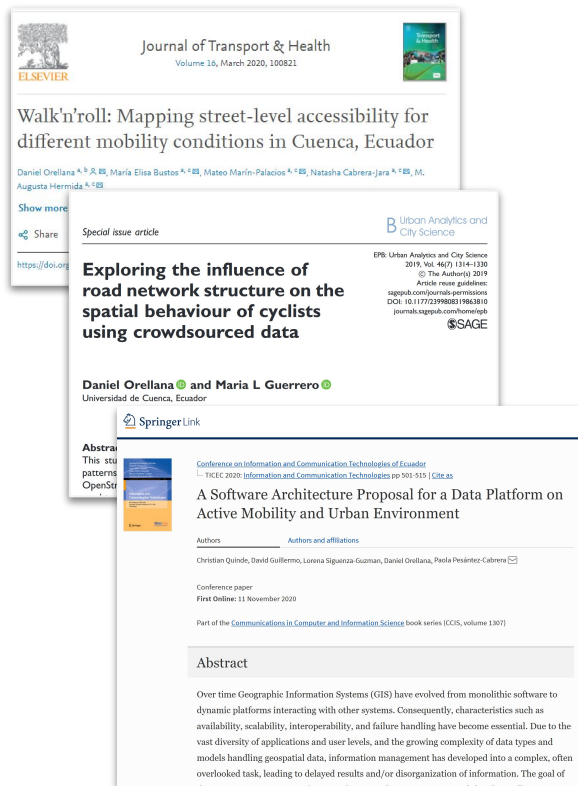 ELSEVIER
Journal of Transport & Health
Volume 16, March 2020, 100821
Transport
& Health
Walk'n'roll: Mapping street-level accessibility for
different mobility conditions in Cuenca, Ecuador
Daniel Orellana a, b, María Elisa Bustos a, c, Mateo Marín-Palacios a, c, Natasha Cabrera-Jara a, c, M.
Augusta Hermida a, c
Show more
Share
https://doi.org
Special issue article
B Urban Analytics and
City Science
EPB: Urban Analytics and City Science
2019, Vol. 46(7) 1314–1330
© The Author(s) 2019
Article reuse guidelines:
sagepub.com/journals-permissions
DOI: 10.1177/2399808319863810
journals.sagepub.com/home/epb
SSAGE
Exploring the influence of
road network structure on the
spatial behaviour of cyclists
using crowdsourced data
Daniel Orellana and Maria L Guerrero
Universidad de Cuenca, Ecuador
Abstra
This stu
patterns
OpenStr
Springer Link
Conference on Information and Communication Technologies of Ecuador
TICEC 2020: Information and Communication Technologies pp 501-515 | Cite as
A Software Architecture Proposal for a Data Platform on
Active Mobility and Urban Environment
Authors
Authors and affiliations
Christian Quinde, David Guillermo, Lorena Siguenza-Guzman, Daniel Orellana, Paola Pesántez-Cabrera
Conference paper
First Online: 11 November 2020
Part of the Communications in Computer and Information Science book series (CCIS, volume 1307)
Abstract
Over time Geographic Information Systems (GIS) have evolved from monolithic software to
dynamic platforms interacting with other systems. Consequently, characteristics such as
availability, scalability, interoperability, and failure handling have become essential. Due to the
vast diversity of applications and user levels, and the growing complexity of data types and
models handling geospatial data, information management has developed into a complex, often
overlooked task, leading to delayed results and/or disorganization of information. The goal of